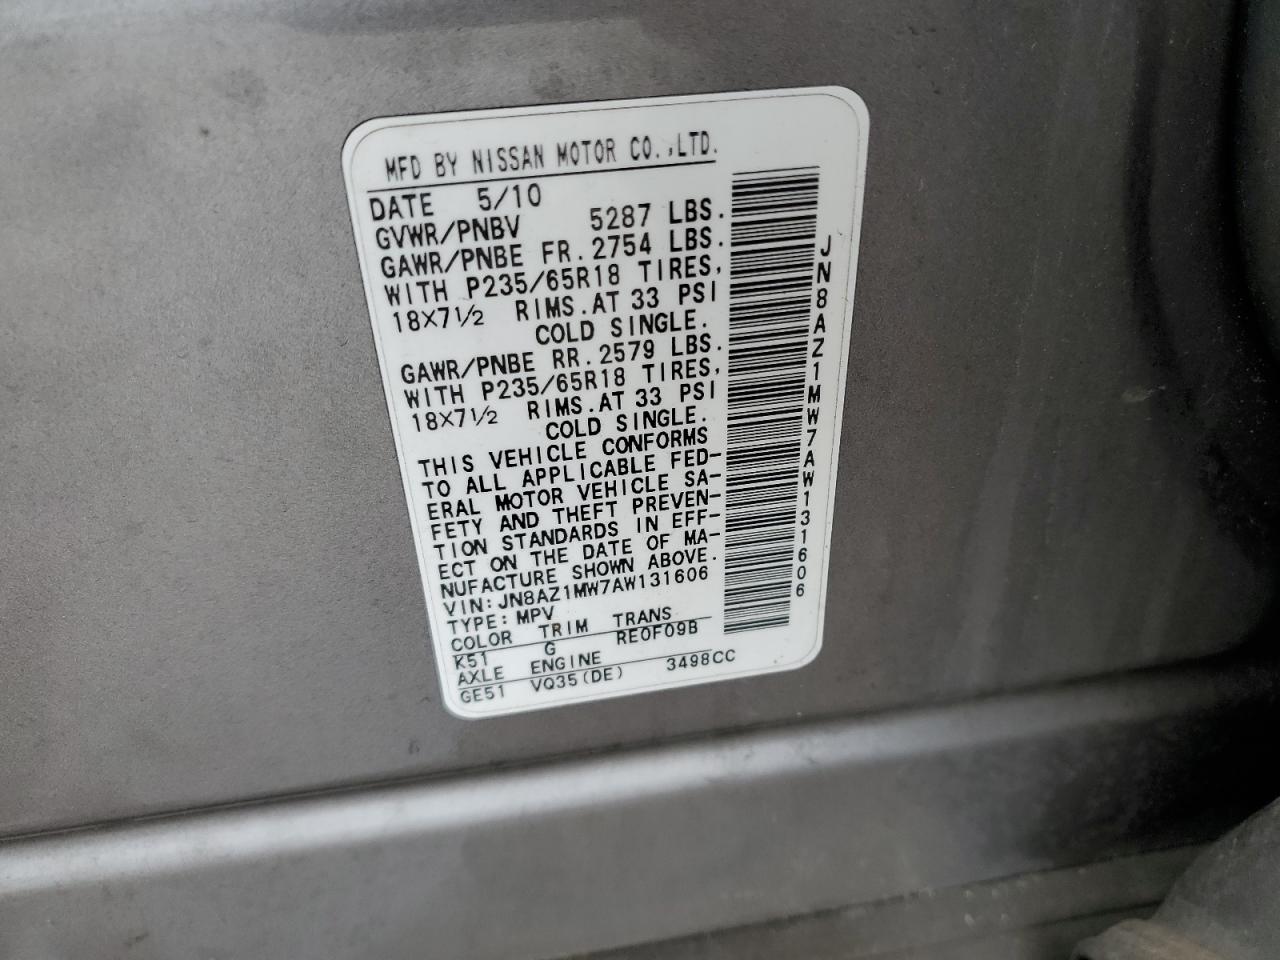 MFD BY NISSAN MOTOR CO.,LTD.
DATE 5/10
GVWR/PNBV 5287 LBS.
GAWR/PNBE FR. 2754 LBS.
WITH P235/65R18 TIRES,
18X7½ RIMS.AT 33 PSI
COLD SINGLE.
GAWR/PNBE RR. 2579 LBS.
WITH P235/65R18 TIRES,
18X7½ RIMS.AT 33 PSI
COLD SINGLE.
THIS VEHICLE CONFORMS
TO ALL APPLICABLE FED-
ERAL MOTOR VEHICLE SA-
FETY AND THEFT PREVEN-
TION STANDARDS IN EFF-
ECT ON THE DATE OF MA-
NUFACTURE SHOWN ABOVE.
VIN:JN8AZ1MW7AW131606
TYPE:MPV
COLOR TRIM TRANS
K51 G RE0F09B
AXLE ENGINE
GE51 VQ35(DE) 3498CC
JN8AZ1MW7AW131606